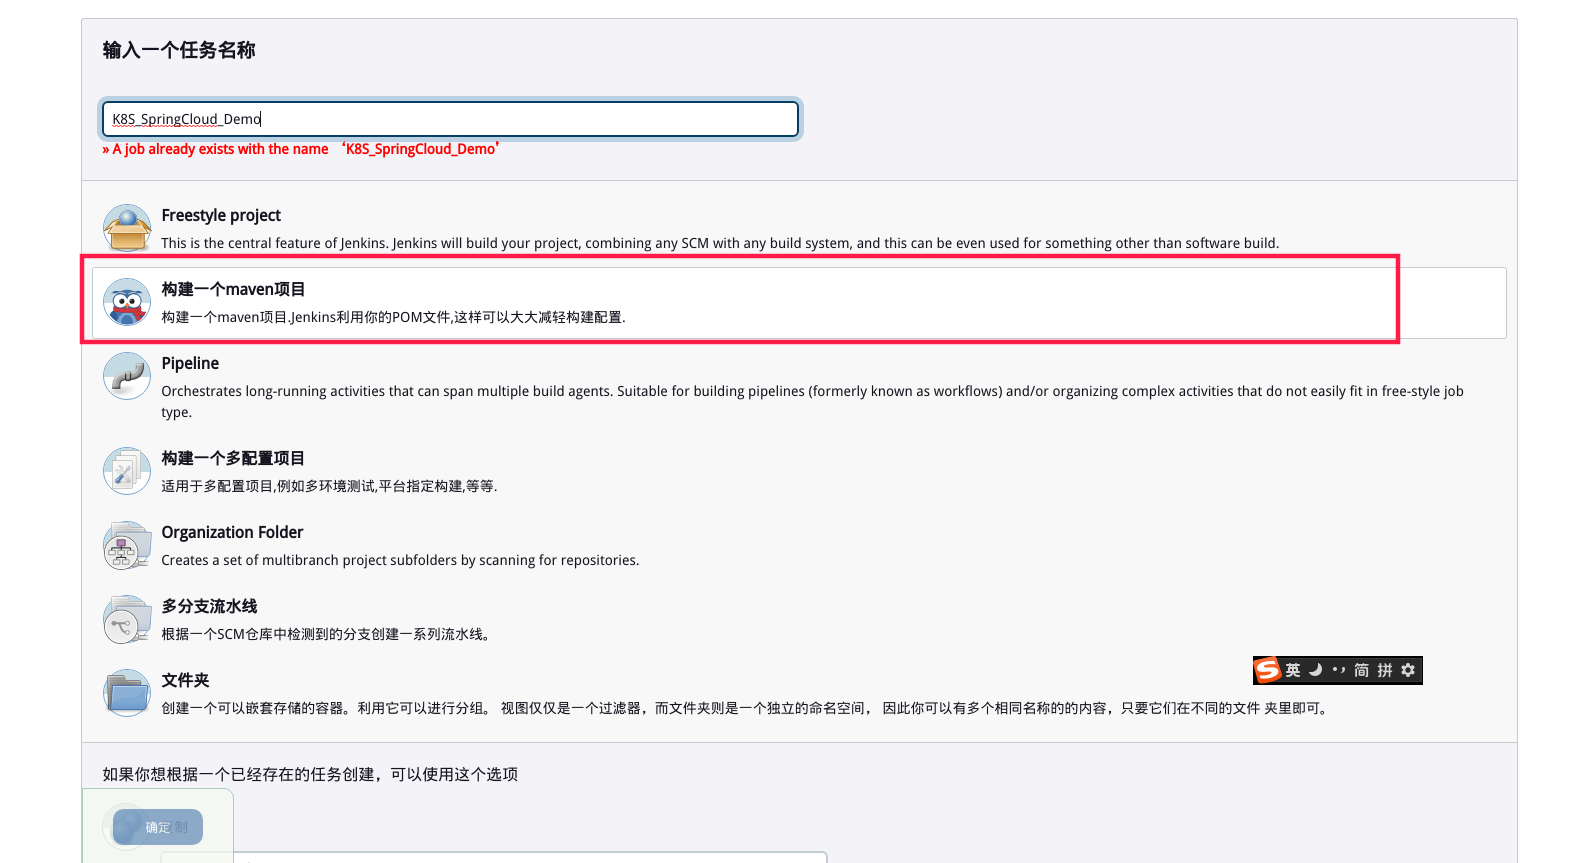 输入一个任务名称
K8S_SpringCloud_Demo
» A job already exists with the name ‘K8S_SpringCloud_Demo’
Freestyle project
This is the central feature of Jenkins. Jenkins will build your project, combining any SCM with any build system, and this can be even used for something other than software build.
构建一个maven项目
构建一个maven项目.Jenkins利用你的POM文件,这样可以大大减轻构建配置.
Pipeline
Orchestrates long-running activities that can span multiple build agents. Suitable for building pipelines (formerly known as workflows) and/or organizing complex activities that do not easily fit in free-style job
type.
构建一个多配置项目
适用于多配置项目,例如多环境测试,平台指定构建,等等.
Organization Folder
Creates a set of multibranch project subfolders by scanning for repositories.
多分支流水线
根据一个SCM仓库中检测到的分支创建一系列流水线。
文件夹
创建一个可以嵌套存储的容器。利用它可以进行分组。 视图仅仅是一个过滤器，而文件夹则是一个独立的命名空间， 因此你可以有多个相同名称的的内容，只要它们在不同的文件 夹里即可。
S 英 简 拼
如果你想根据一个已经存在的任务创建，可以使用这个选项
确定 制